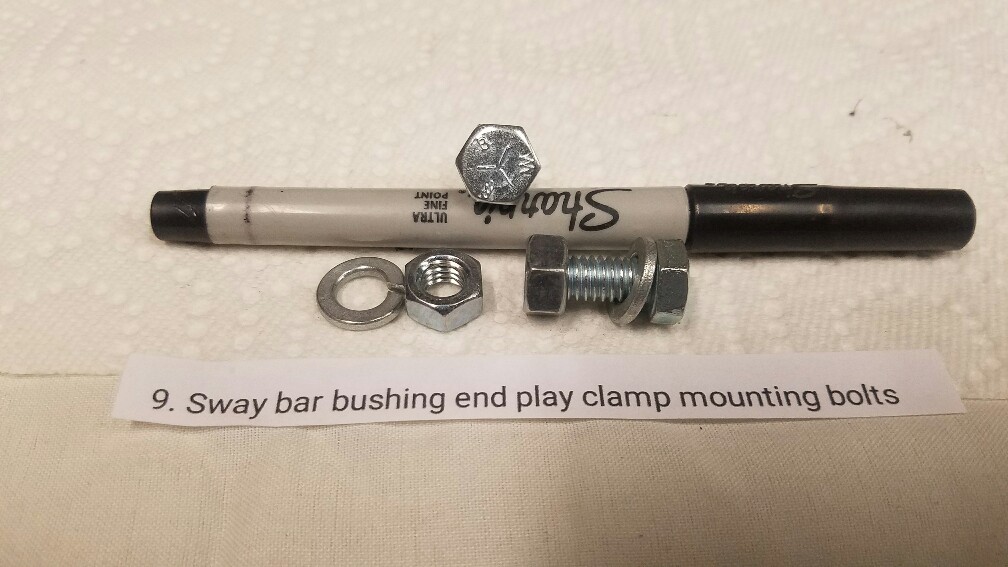 Sharpie
ULTRA
FINE
POINT
9. Sway bar bushing end play clamp mounting bolts